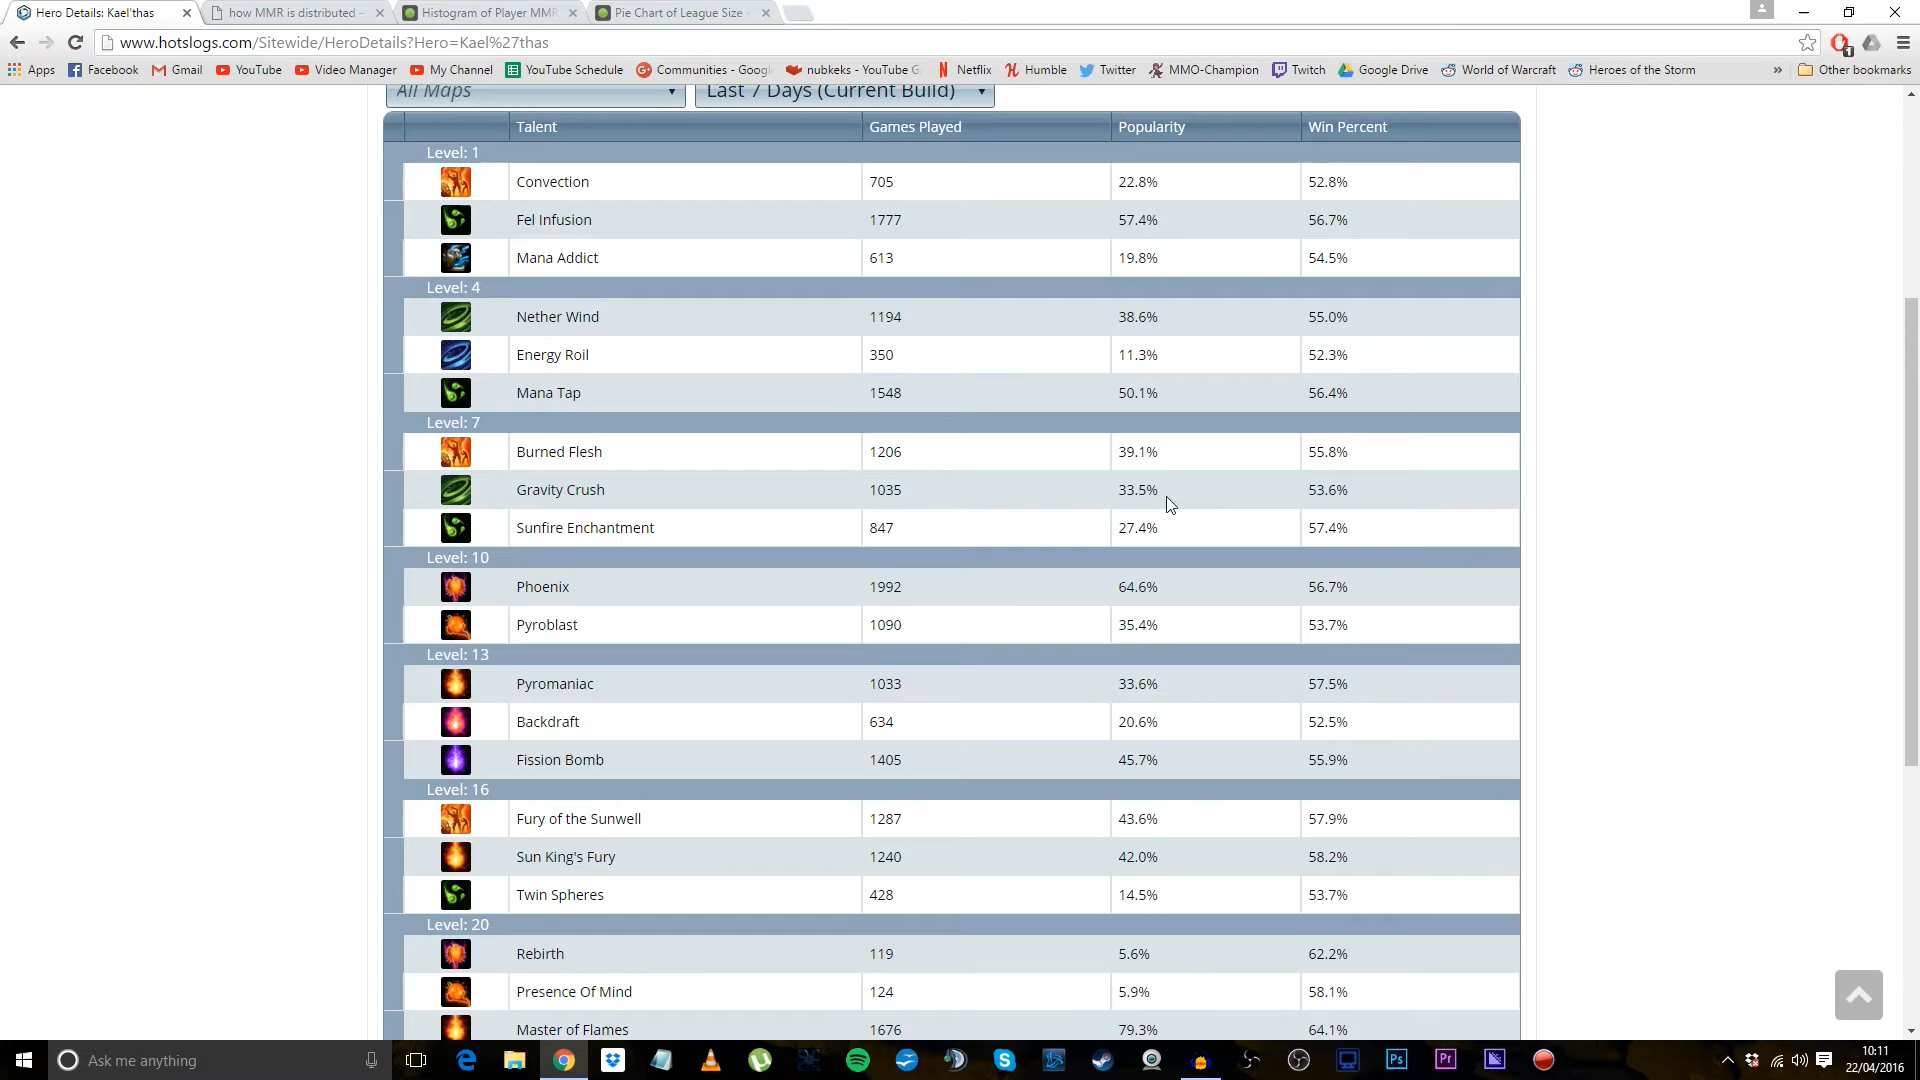 Hero Details: Kael'thas
how MMR is distributed –
Histogram of Player MMR
Pie Chart of League Size
www.hotslogs.com/Sitewide/HeroDetails?Hero=Kael%27thas
1
Apps Facebook Gmail YouTube Video Manager My Channel YouTube Schedule Communities - Googl nubkeks - YouTube G Netflix Humble Twitter MMO-Champion Twitch Google Drive World of Warcraft Heroes of the Storm » Other bookmarks
All Maps Last 7 Days (Current Build)
Talent Games Played Popularity Win Percent
Level: 1
Convection 705 22.8% 52.8%
Fel Infusion 1777 57.4% 56.7%
Mana Addict 613 19.8% 54.5%
Level: 4
Nether Wind 1194 38.6% 55.0%
Energy Roil 350 11.3% 52.3%
Mana Tap 1548 50.1% 56.4%
Level: 7
Burned Flesh 1206 39.1% 55.8%
Gravity Crush 1035 33.5% 53.6%
Sunfire Enchantment 847 27.4% 57.4%
Level: 10
Phoenix 1992 64.6% 56.7%
Pyroblast 1090 35.4% 53.7%
Level: 13
Pyromaniac 1033 33.6% 57.5%
Backdraft 634 20.6% 52.5%
Fission Bomb 1405 45.7% 55.9%
Level: 16
Fury of the Sunwell 1287 43.6% 57.9%
Sun King's Fury 1240 42.0% 58.2%
Twin Spheres 428 14.5% 53.7%
Level: 20
Rebirth 119 5.6% 62.2%
Presence Of Mind 124 5.9% 58.1%
Master of Flames 1676 79.3% 64.1%
Ask me anything
Ps Pr
10:11
22/04/2016